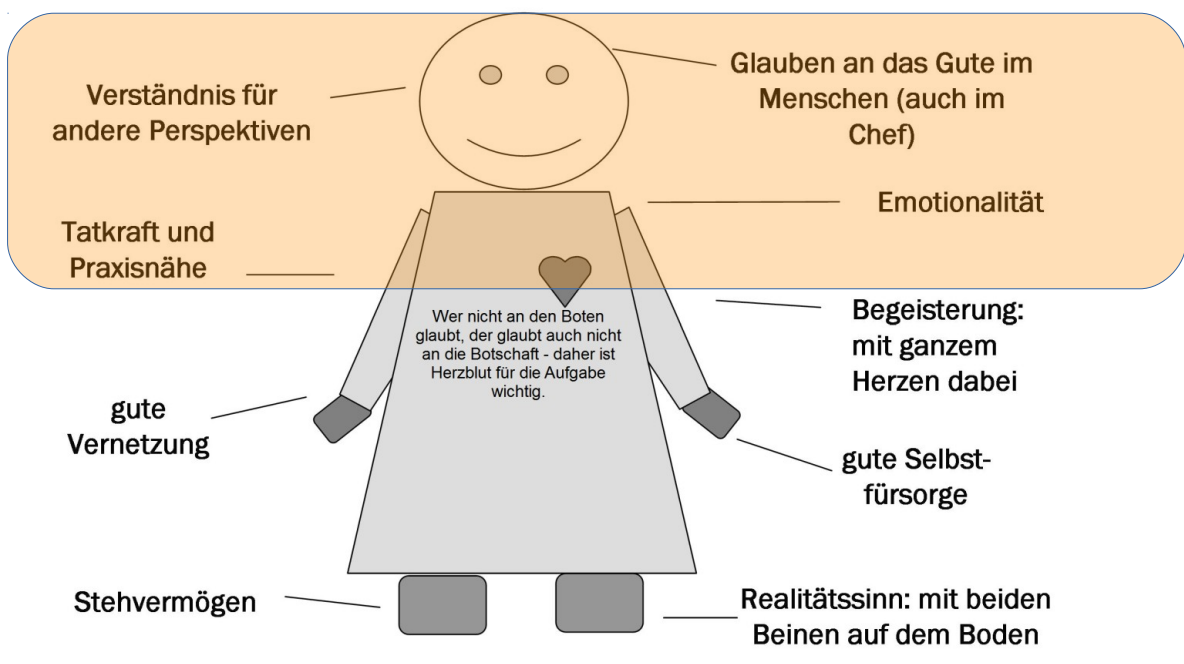 Verständnis für
andere Perspektiven
Glauben an das Gute im
Menschen (auch im
Chef)
Emotionalität
Tatkraft und
Praxisnähe
Begeisterung:
mit ganzem
Herzen dabei
Wer nicht an den Boten
glaubt, der glaubt auch nicht
an die Botschaft - daher ist
Herzblut für die Aufgabe
wichtig.
gute
Vernetzung
gute Selbst-
fürsorge
Stehvermögen
Realitätssinn: mit beiden
Beinen auf dem Boden